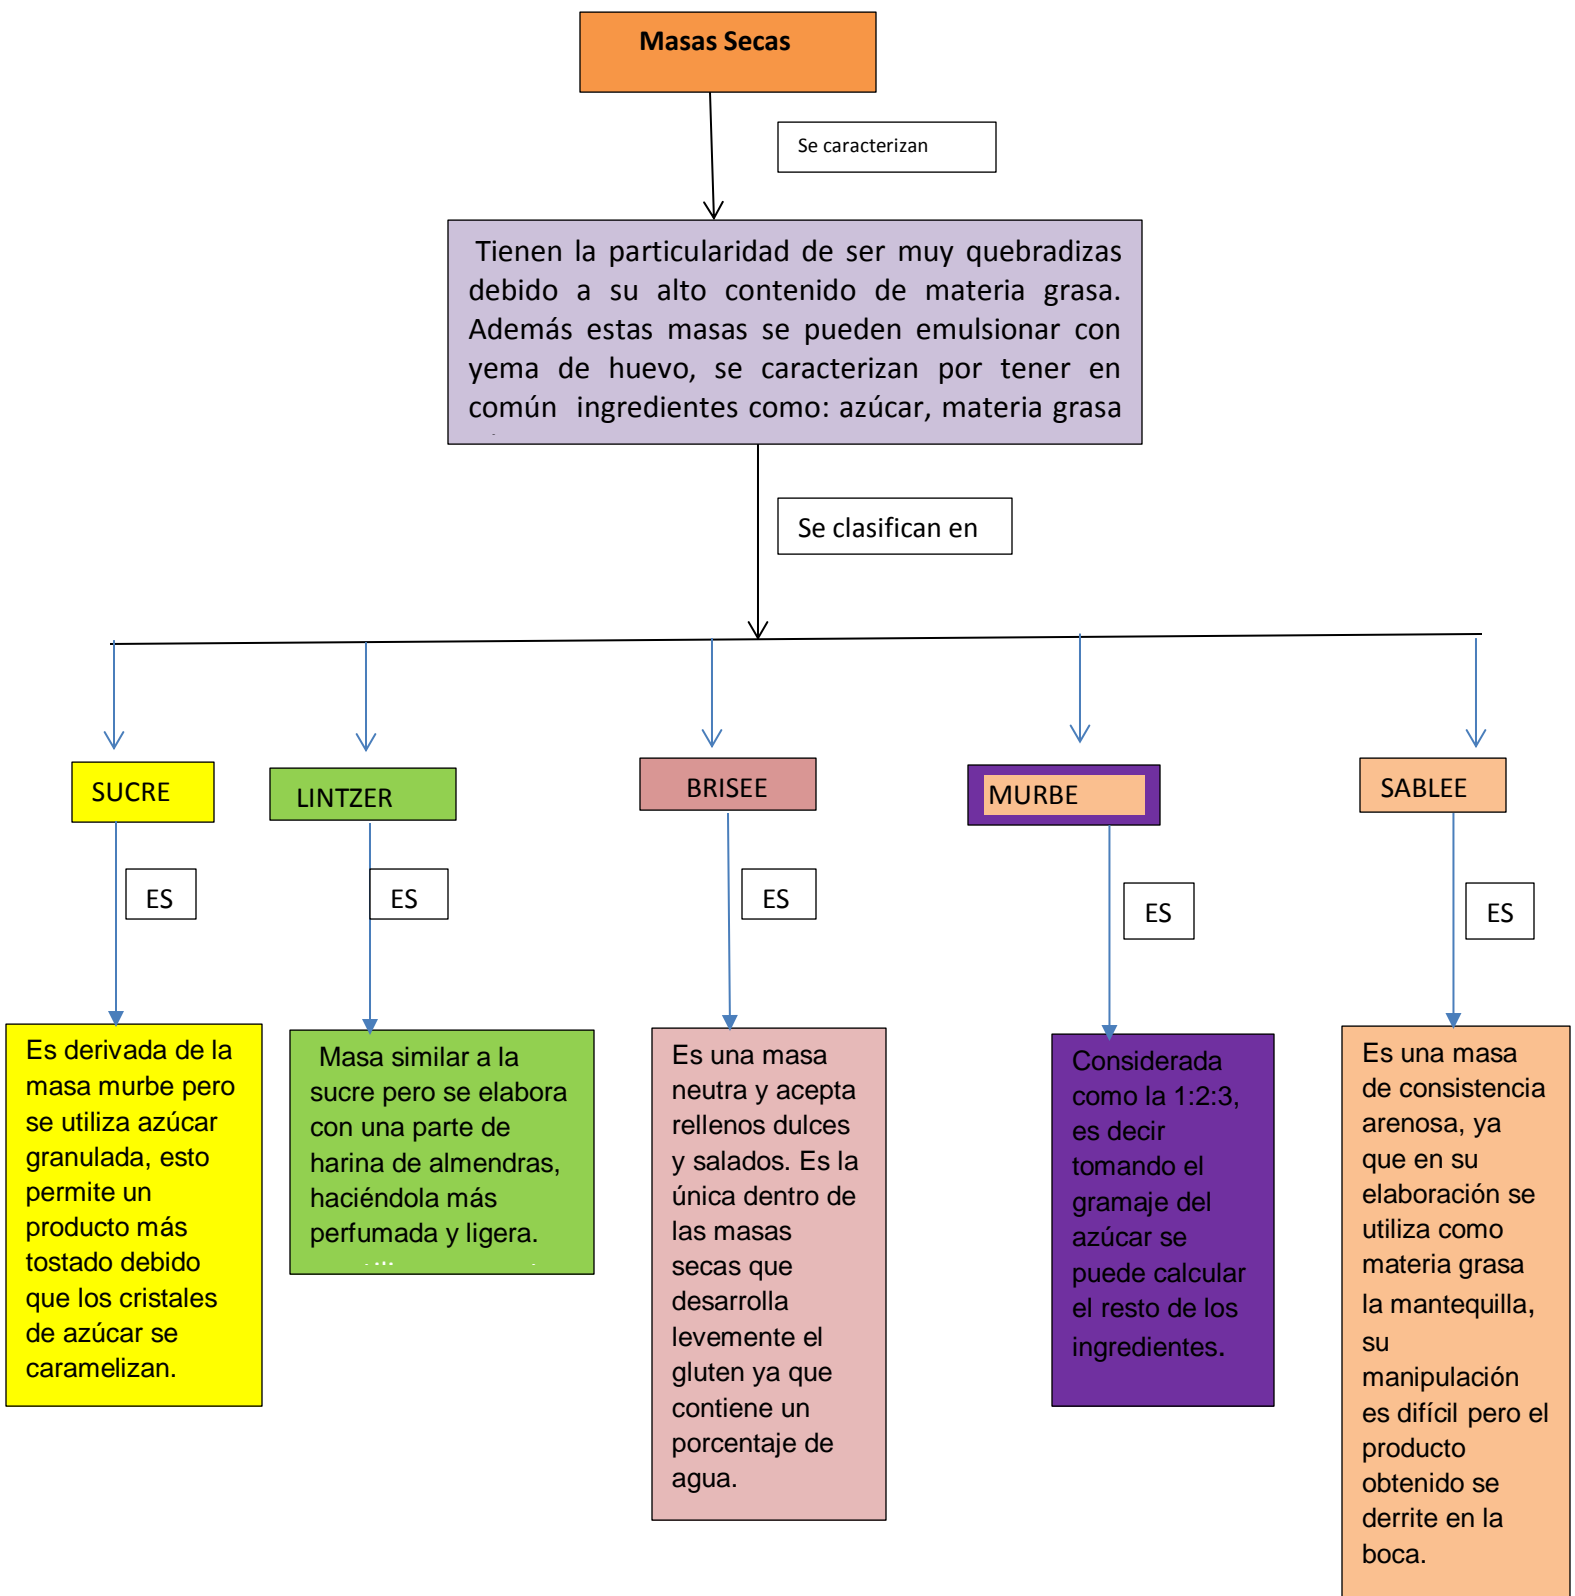 Masas Secas
Se caracterizan
Tienen la particularidad de ser muy quebradizas
debido a su alto contenido de materia grasa.
Además estas masas se pueden emulsionar con
yema de huevo, se caracterizan por tener en
común ingredientes como: azúcar, materia grasa
Se clasifican en
SUCRE
LINTZER
BRISEE
MURBE
SABLEE
ES
ES
ES
ES
ES
Es derivada de la
masa murbe pero
se utiliza azúcar
granulada, esto
permite un
producto más
tostado debido
que los cristales
de azúcar se
caramelizan.
Masa similar a la
sucre pero se elabora
con una parte de
harina de almendras,
haciéndola más
perfumada y ligera.
Es una masa
neutra y acepta
rellenos dulces
y salados. Es la
única dentro de
las masas
secas que
desarrolla
levemente el
gluten ya que
contiene un
porcentaje de
agua.
Considerada
como la 1:2:3,
es decir
tomando el
gramaje del
azúcar se
puede calcular
el resto de los
ingredientes.
Es una masa
de consistencia
arenosa, ya
que en su
elaboración se
utiliza como
materia grasa
la mantequilla,
su
manipulación
es difícil pero el
producto
obtenido se
derrite en la
boca.